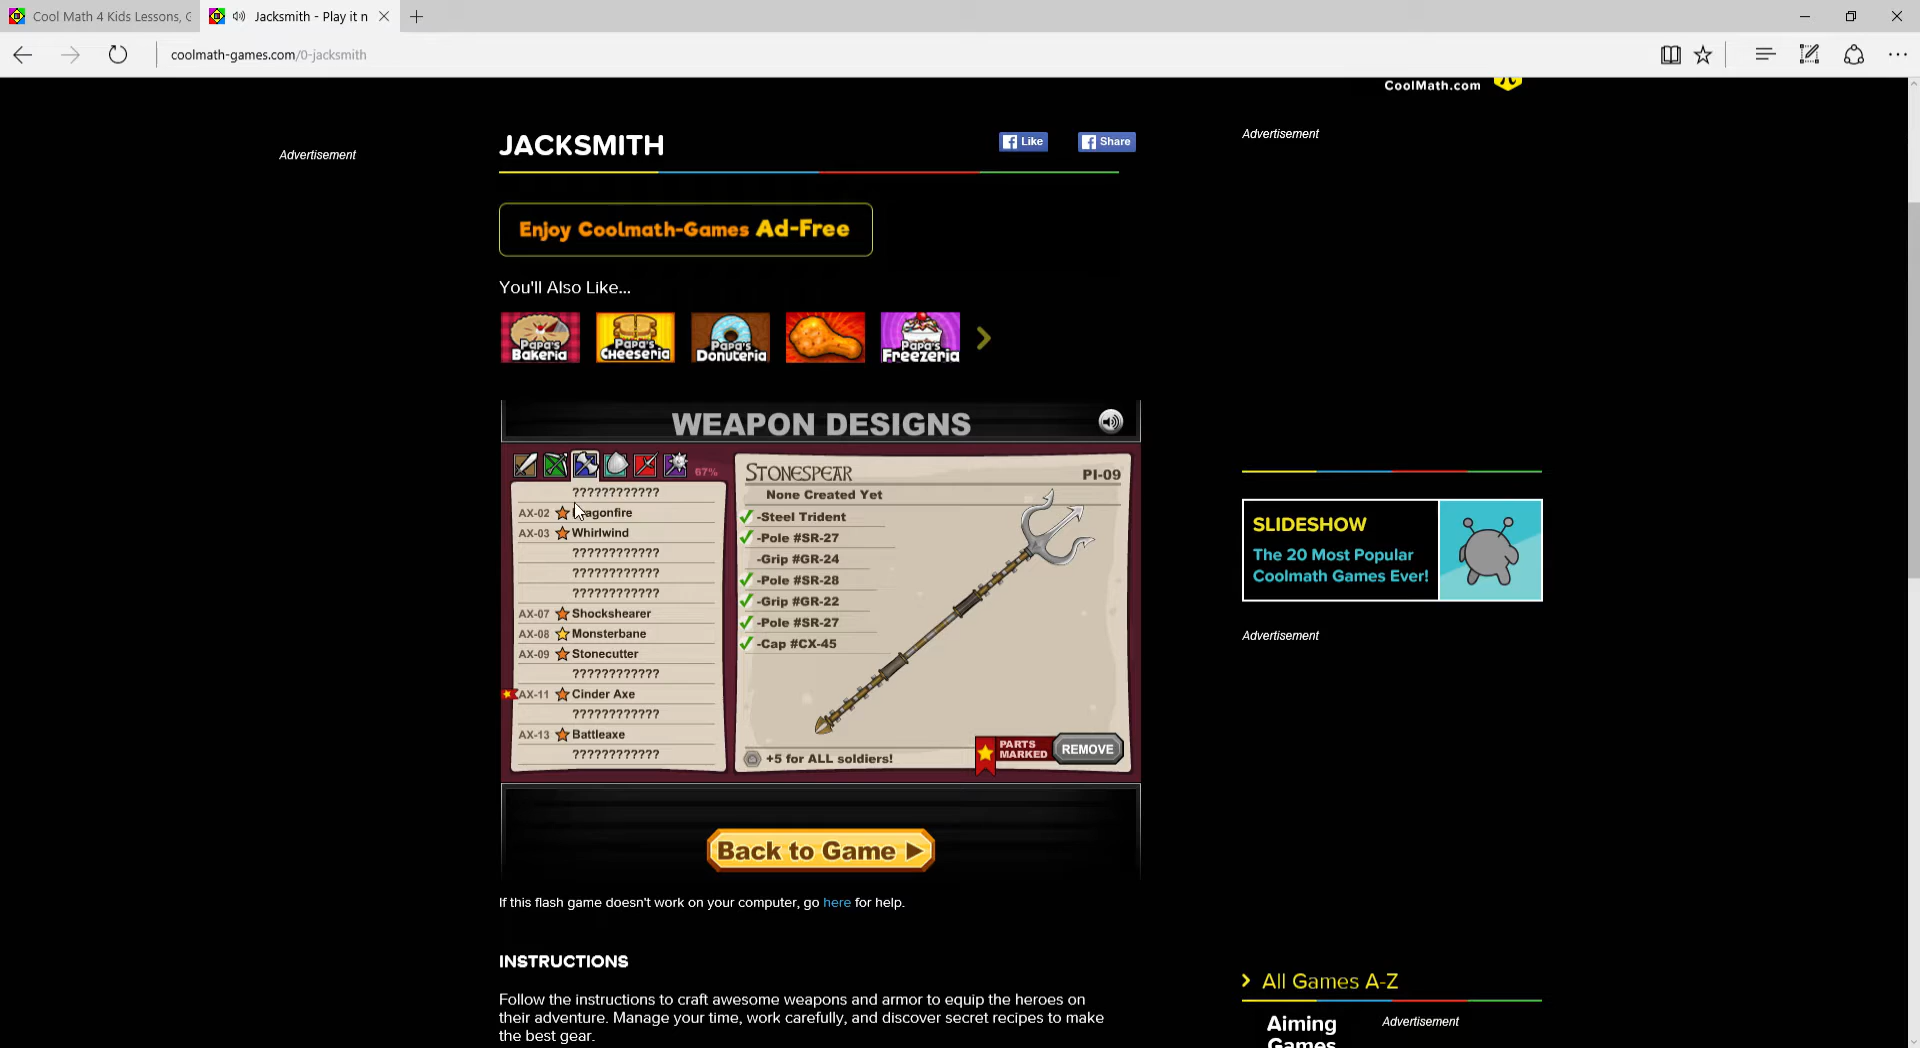 Cool Math 4 Kids Lessons, G
Jacksmith - Play it n
coolmath-games.com/0-jacksmith
CoolMath.com
Advertisement
Advertisement
JACKSMITH
Like
Share
Enjoy Coolmath-Games Ad-Free
You'll Also Like...
Papa's Bakeria
Papa's Cheeseria
Papa's Donuteria
Papa's Freezeria
WEAPON DESIGNS
67%
????????????
AX-02
AX-03 Whirlwind
????????????
????????????
????????????
AX-07 Shockshearer
AX-08 Monsterbane
AX-09 Stonecutter
????????????
AX-11 Cinder Axe
????????????
AX-13 Battleaxe
????????????
STONESPEAR
PI-09
None Created Yet
-Steel Trident
-Pole #SR-27
-Grip #GR-24
-Pole #SR-28
-Grip #GR-22
-Pole #SR-27
-Cap #CX-45
+5 for ALL soldiers!
PARTS MARKED
REMOVE
Back to Game
SLIDESHOW
The 20 Most Popular
Coolmath Games Ever!
Advertisement
If this flash game doesn't work on your computer, go here for help.
INSTRUCTIONS
Follow the instructions to craft awesome weapons and armor to equip the heroes on
their adventure. Manage your time, work carefully, and discover secret recipes to make
the best gear.
All Games A-Z
Aiming
Games
Advertisement